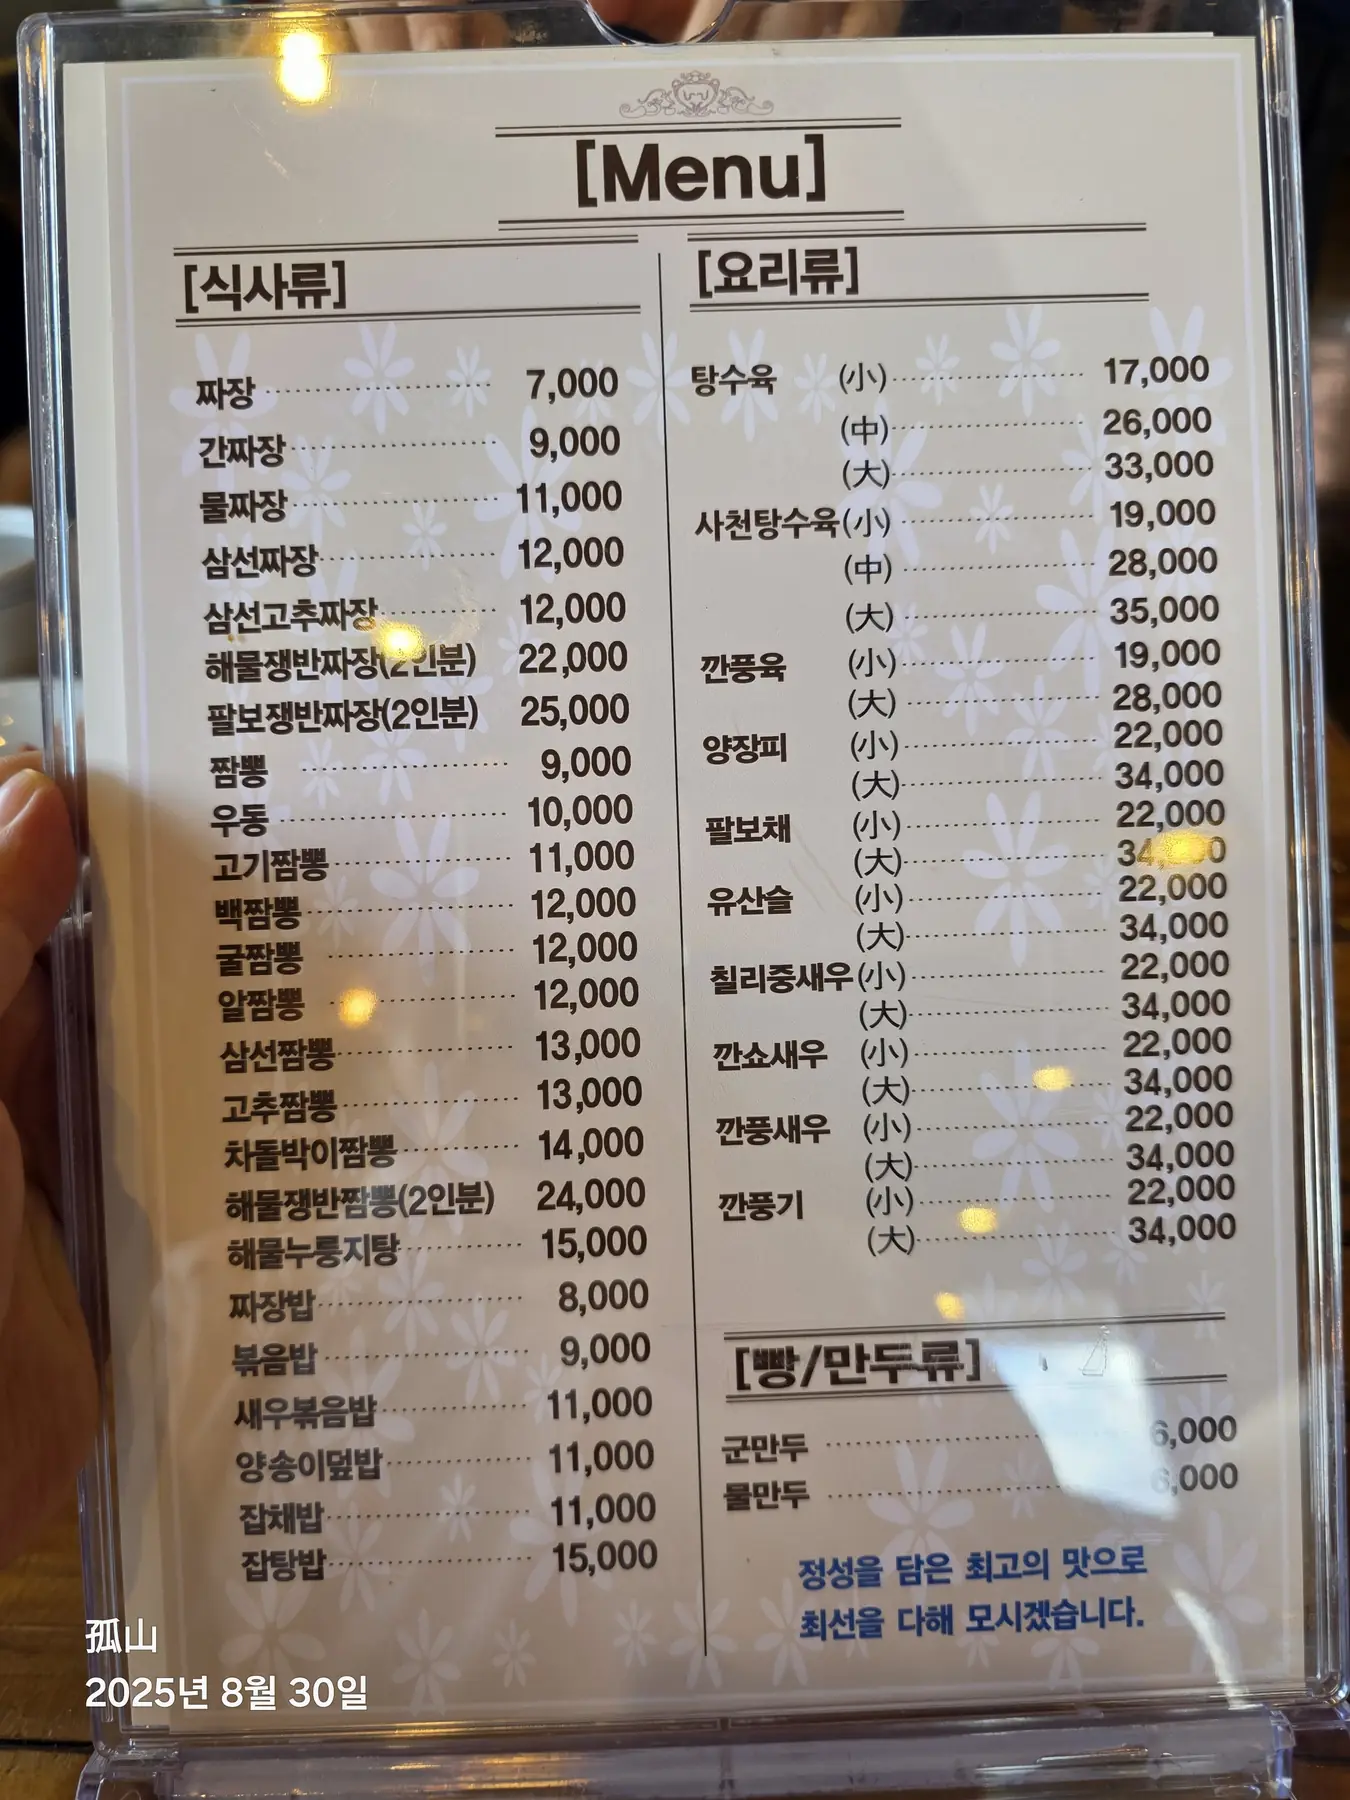 [Menu]
[식사류]
짜장 7,000
간짜장 9,000
물짜장 11,000
삼선짜장 12,000
삼선고추짜장 12,000
해물쟁반짜장(2인분) 22,000
팔보쟁반짜장(2인분) 25,000
짬뽕 9,000
우동 10,000
고기짬뽕 11,000
백짬뽕 12,000
굴짬뽕 12,000
알짬뽕 12,000
삼선짬뽕 13,000
고추짬뽕 13,000
차돌박이짬뽕 14,000
해물쟁반짬뽕(2인분) 24,000
해물누룽지탕 15,000
짜장밥 8,000
볶음밥 9,000
새우볶음밥 11,000
양송이덮밥 11,000
잡채밥 11,000
잡탕밥 15,000
[요리류]
탕수육 (小) 17,000
(中) 26,000
(大) 33,000
사천탕수육(小) 19,000
(中) 28,000
(大) 35,000
깐풍육 (小) 19,000
(大) 28,000
양장피 (小) 22,000
(大) 34,000
팔보채 (小) 22,000
(大) 34,000
유산슬 (小) 22,000
(大) 34,000
칠리중새우(小) 22,000
(大) 34,000
깐쇼새우 (小) 22,000
(大) 34,000
깐풍새우 (小) 22,000
(大) 34,000
깐풍기 (小) 22,000
(大) 34,000
[빵/만두류]
군만두 6,000
물만두 6,000
정성을 담은 최고의 맛으로
최선을 다해 모시겠습니다.
孤山
2025년 8월 30일